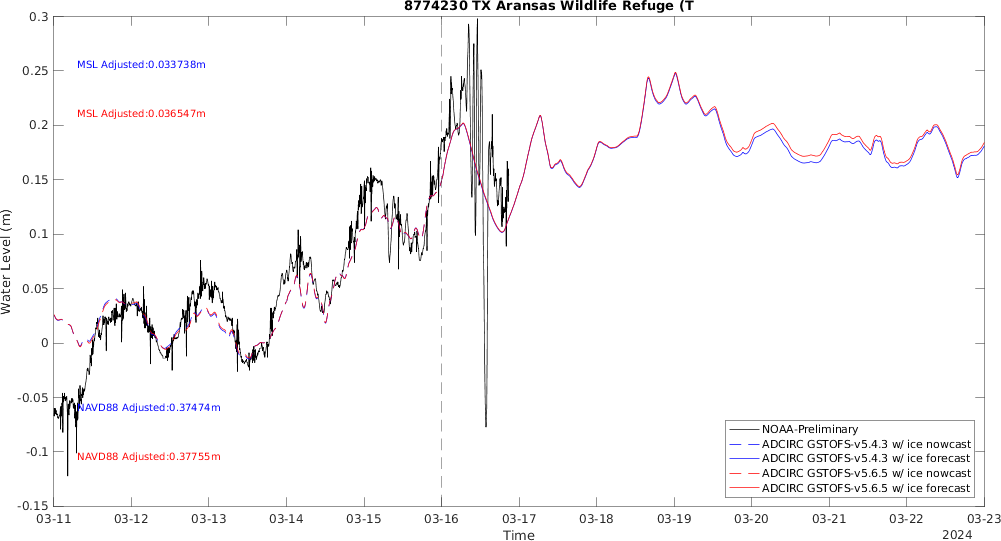 8774230 TX Aransas Wildlife Refuge (T
0.3
0.25
0.2
0.15
0.1
0.05
0
-0.05
-0.1
-0.15
Water Level (m)
MSL Adjusted:0.033738m
MSL Adjusted:0.036547m
NAVD88 Adjusted:0.37474m
NAVD88 Adjusted:0.37755m
NOAA-Preliminary
ADCIRC GSTOFS-v5.4.3 w/ ice nowcast
ADCIRC GSTOFS-v5.4.3 w/ ice forecast
ADCIRC GSTOFS-v5.6.5 w/ ice nowcast
ADCIRC GSTOFS-v5.6.5 w/ ice forecast
03-11 03-12 03-13 03-14 03-15 03-16 03-17 03-18 03-19 03-20 03-21 03-22 03-23
Time
2024